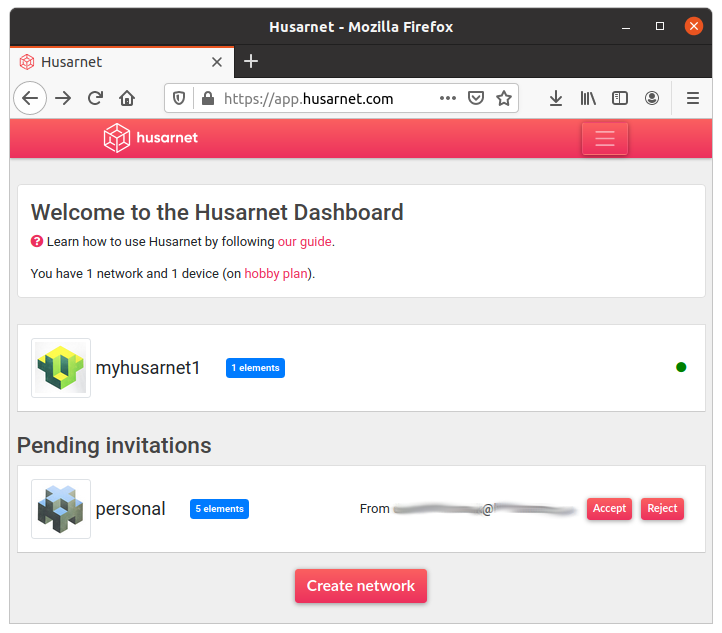 Husarnet - Mozilla Firefox
Husarnet
https://app.husarnet.com
husarnet
Welcome to the Husarnet Dashboard
Learn how to use Husarnet by following our guide.
You have 1 network and 1 device (on hobby plan).
myhusarnet1 1 elements
Pending invitations
personal 5 elements From @ Accept Reject
Create network